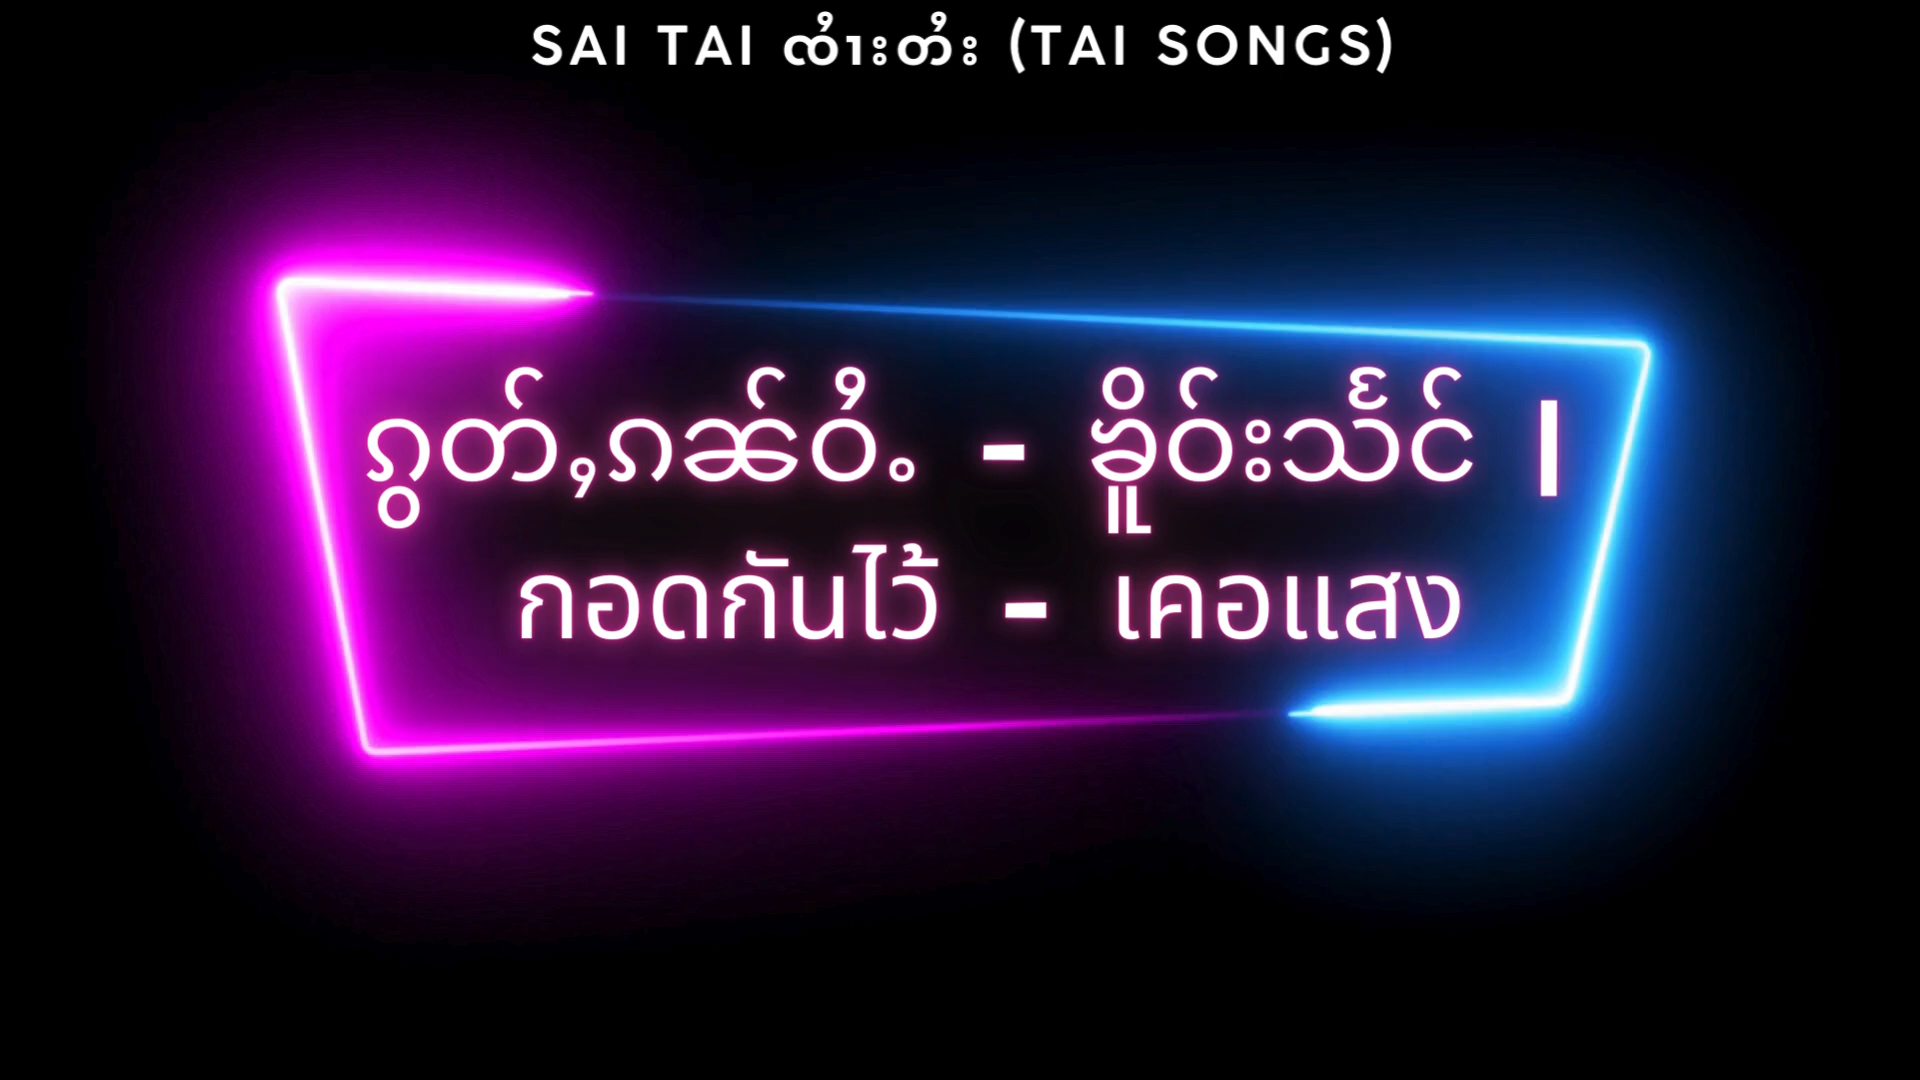 SAI TAI ၸႆၢးတႆး (TAI SONGS)
ၵွတ်ႇၵၼ်ဝႆႉ - ၶိူဝ်းသႅင် |
กอดกันไว้ - เคอแสง